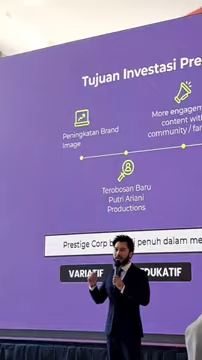 Tujuan Investasi Pre
Peningkatan Brand
Image
More engagem
content with
community / fan
Terobosan Baru
Putri Ariani
Productions
Prestige Corp b
penuh dalam me
VARIATIF
DUKATIF